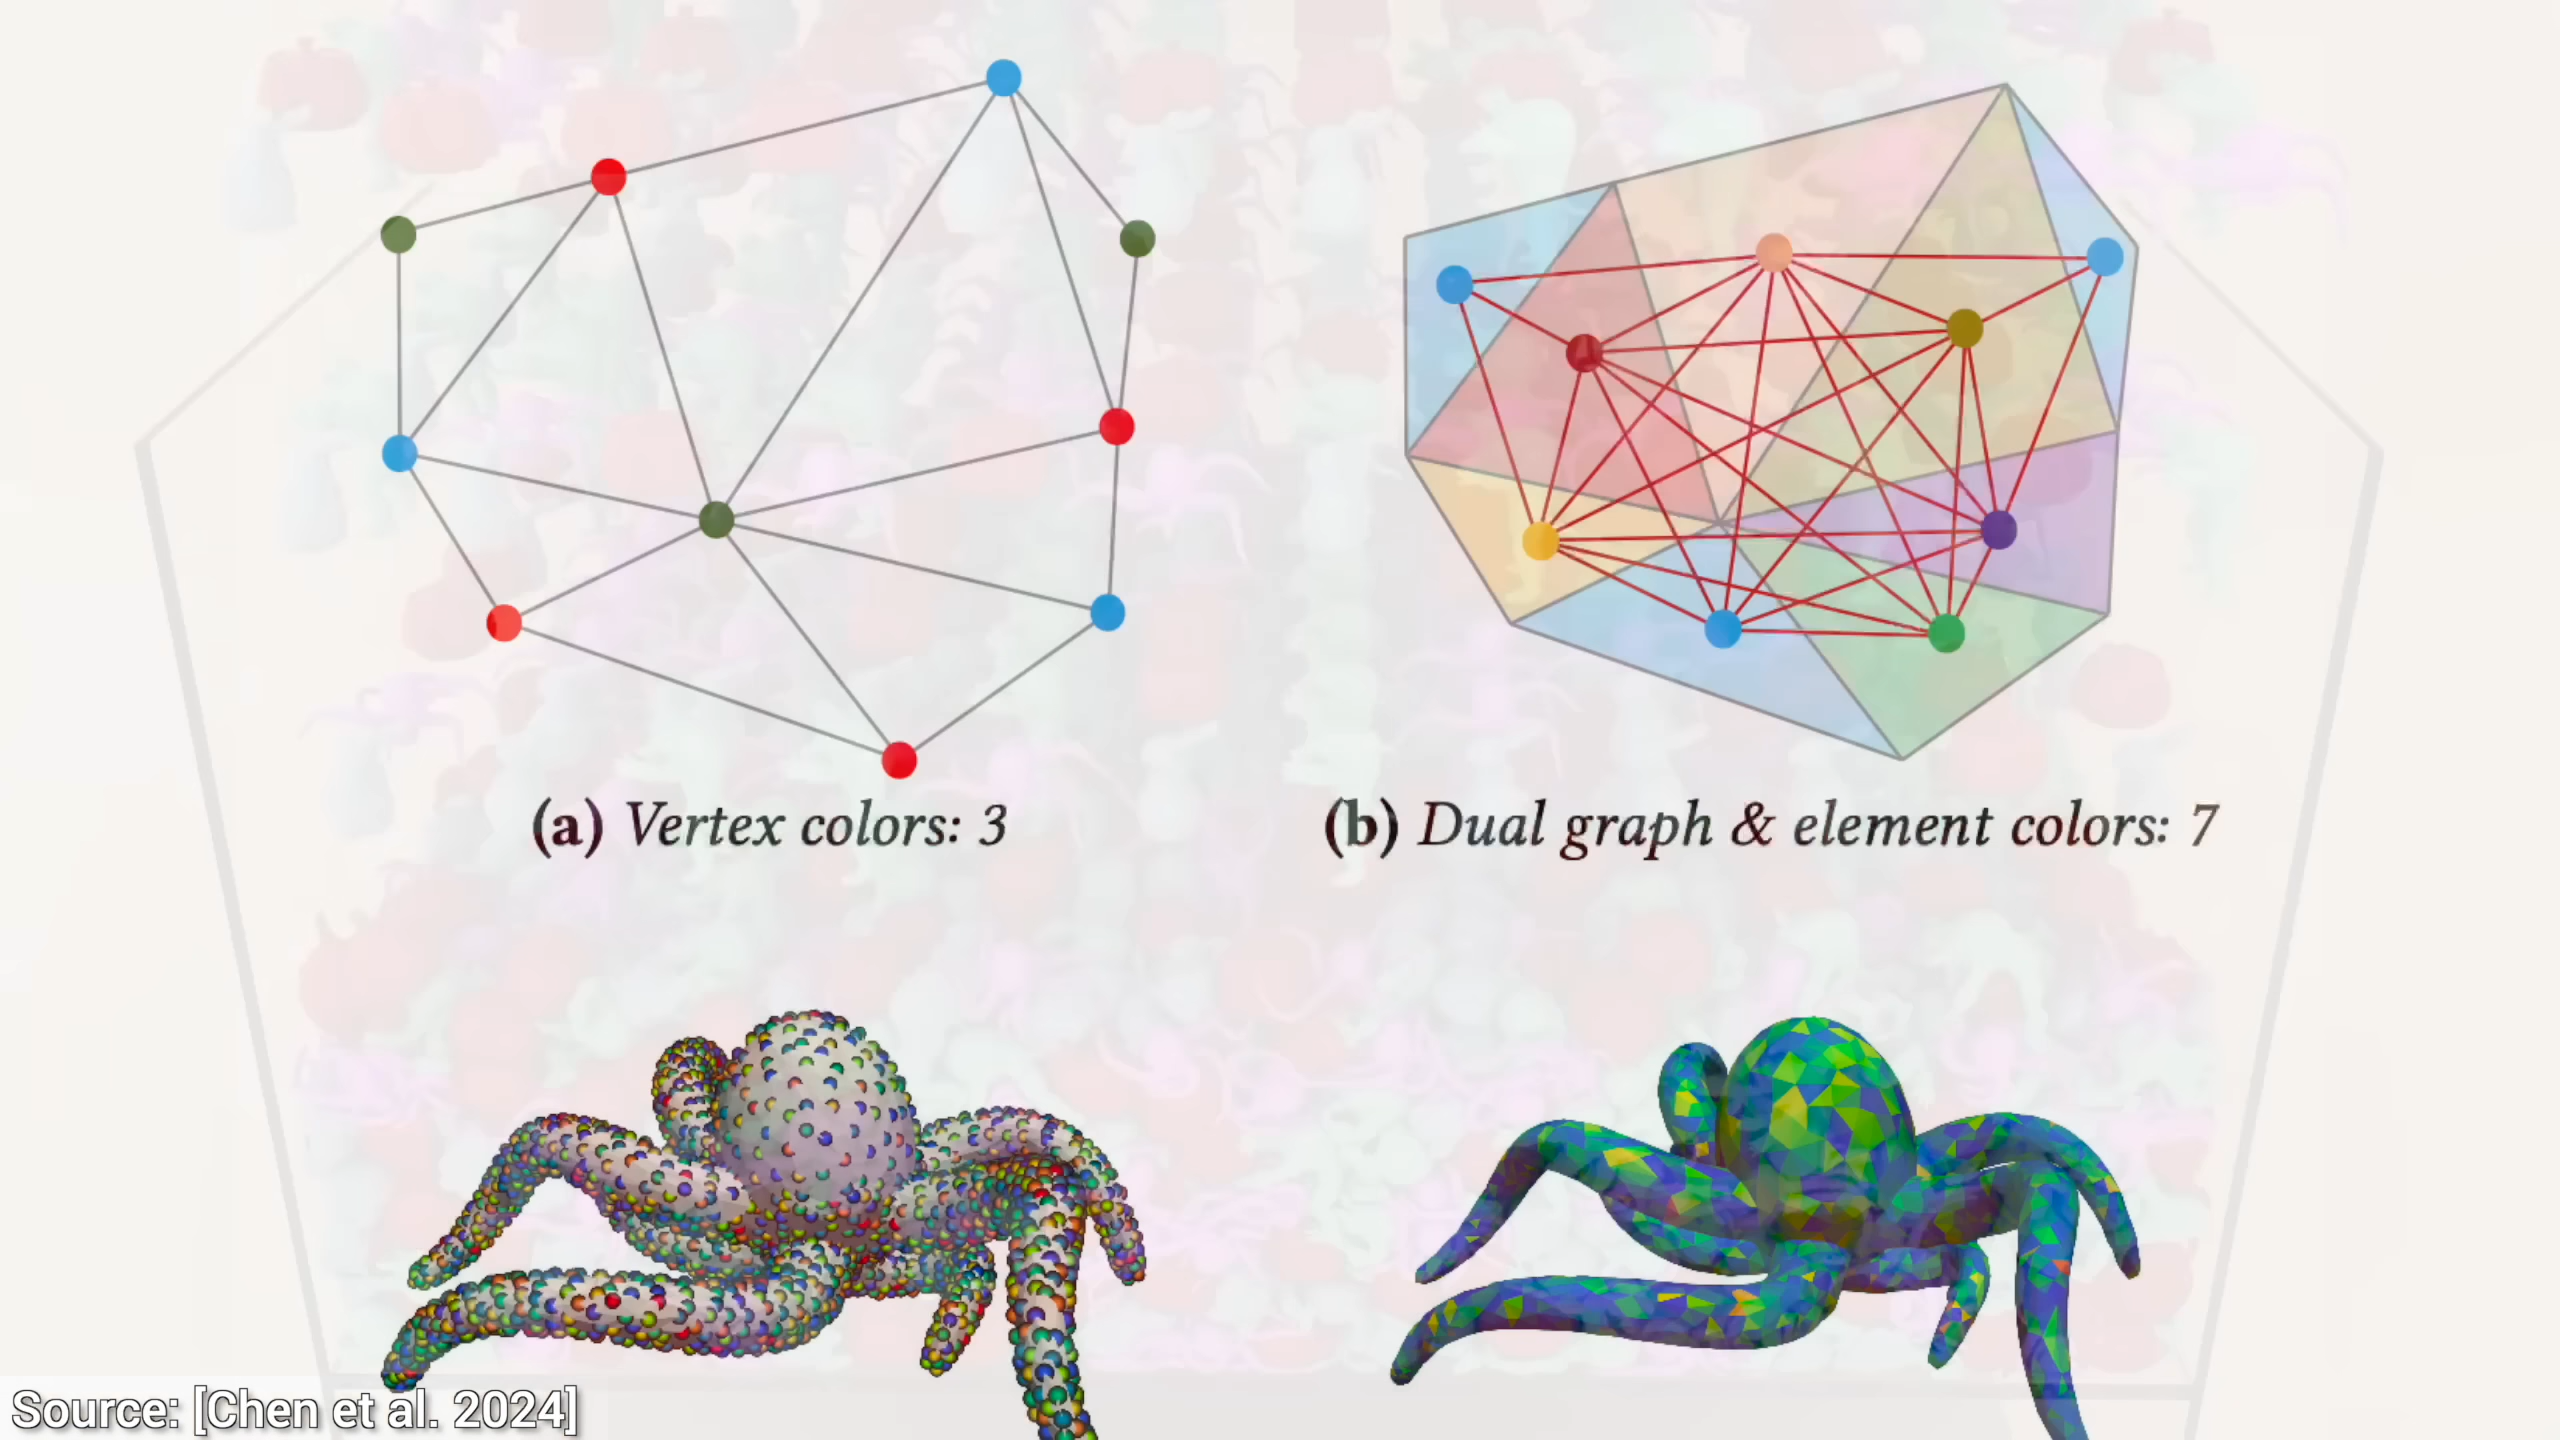 (a) Vertex colors: 3
(b) Dual graph & element colors: 7
Source: [Chen et al. 2024]